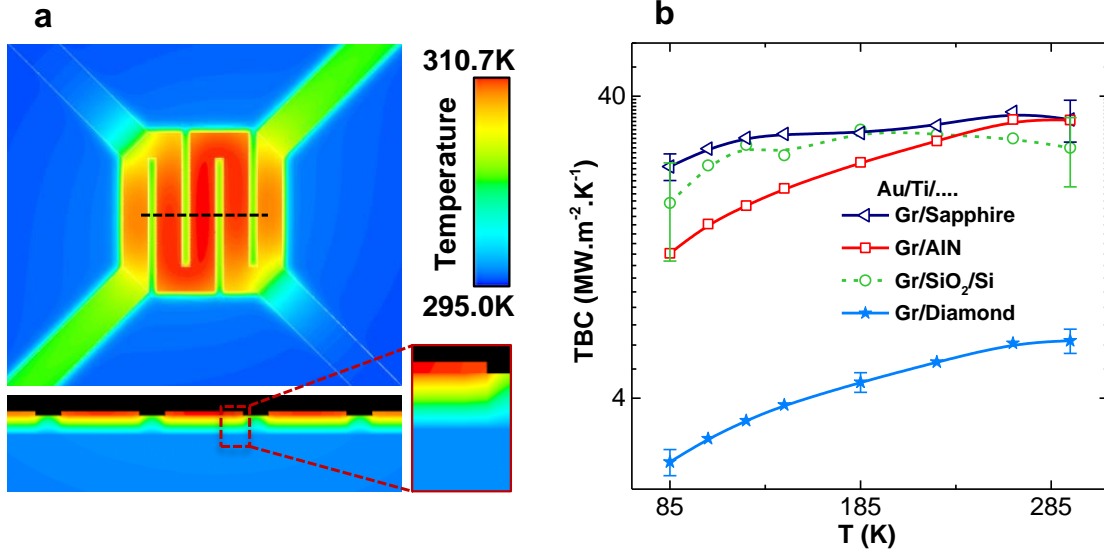 a
310.7K
Temperature
295.0K
b
TBC (MW.m⁻².K⁻¹)
40
4
Au/Ti/....
Gr/Sapphire
Gr/AlN
Gr/SiO₂/Si
Gr/Diamond
85
185
285
T (K)